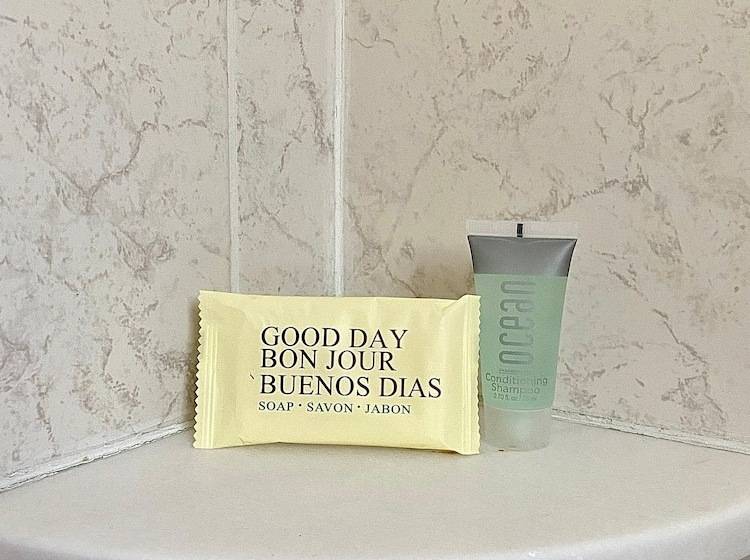 GOOD DAY
BON JOUR
BUENOS DIAS
SOAP · SAVON · JABON
ocean
Conditioning
Shampoo